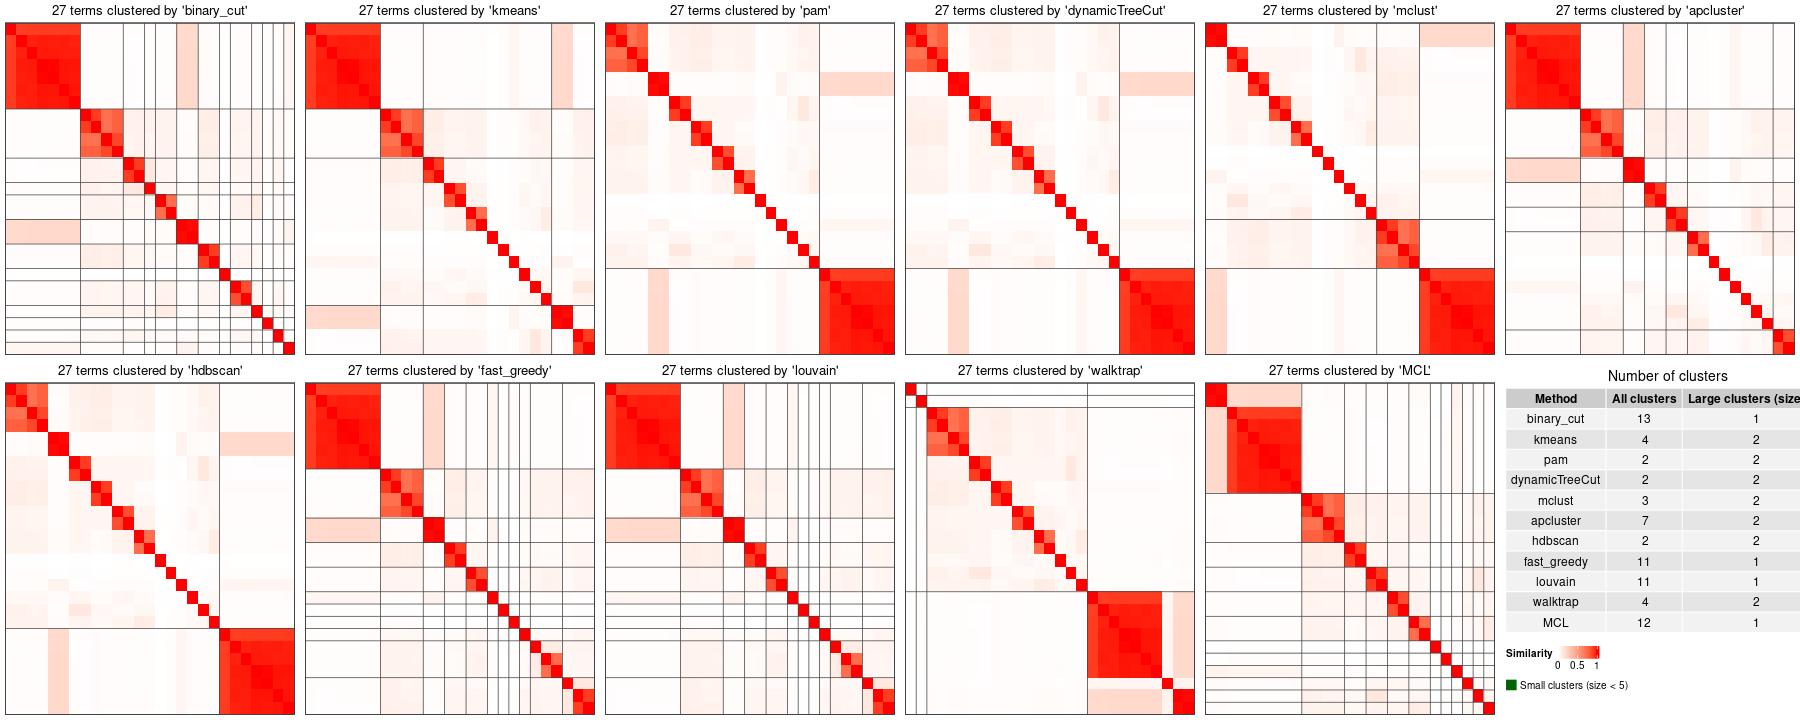 27 terms clustered by 'binary_cut'
27 terms clustered by 'kmeans'
27 terms clustered by 'pam'
27 terms clustered by 'dynamicTreeCut'
27 terms clustered by 'mclust'
27 terms clustered by 'apcluster'
27 terms clustered by 'hdbscan'
27 terms clustered by 'fast_greedy'
27 terms clustered by 'louvain'
27 terms clustered by 'walktrap'
27 terms clustered by 'MCL'
Number of clusters
Method All clusters Large clusters (size
binary_cut 13 1
kmeans 4 2
pam 2 2
dynamicTreeCut 2 2
mclust 3 2
apcluster 7 2
hdbscan 2 2
fast_greedy 11 1
louvain 11 1
walktrap 4 2
MCL 12 1
Similarity
0 0.5 1
Small clusters (size < 5)